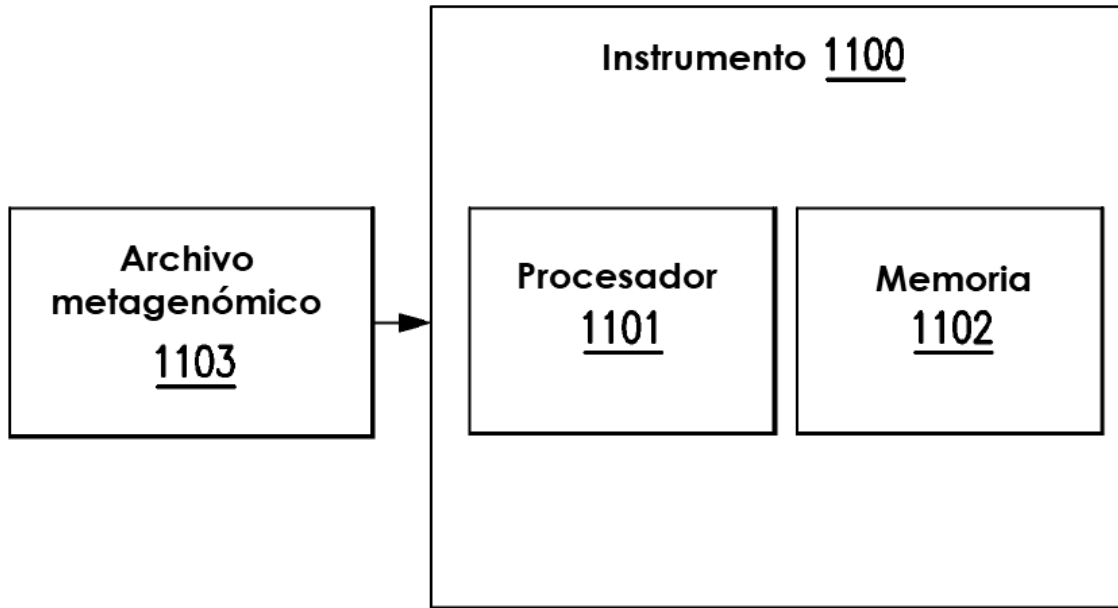 Instrumento 1100
Archivo
metagenómico
1103
Procesador
1101
Memoria
1102